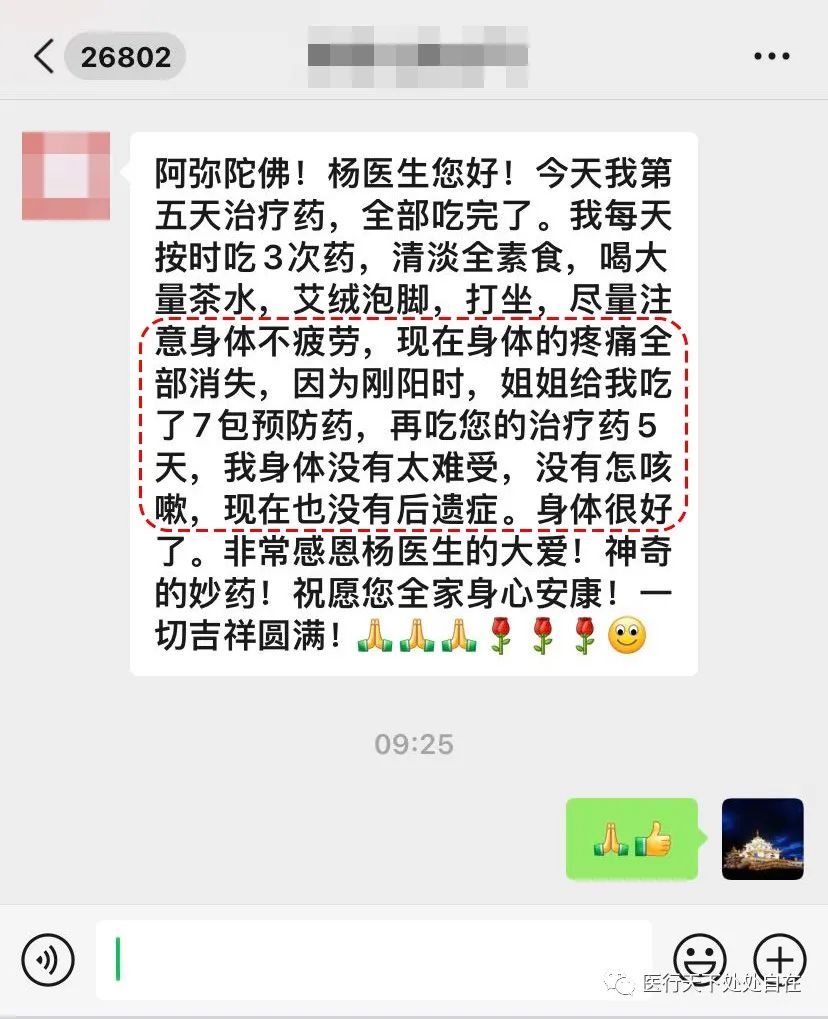 26802
阿弥陀佛！杨医生您好！今天我第
五天治疗药，全部吃完了。我每天
按时吃3次药，清淡全素食，喝大
量茶水，艾绒泡脚，打坐，尽量注
意身体不疲劳，现在身体的疼痛全
部消失，因为刚阳时，姐姐给我吃
了7包预防药，再吃您的治疗药5
天，我身体没有太难受，没有怎咳
嗽，现在也没有后遗症。身体很好
了。非常感恩杨医生的大爱！神奇
的妙药！祝愿您全家身心安康！一
切吉祥圆满！🙏🙏🙏🌹🌹🌹🙂
09:25
🙏👍
医行天下处处自在